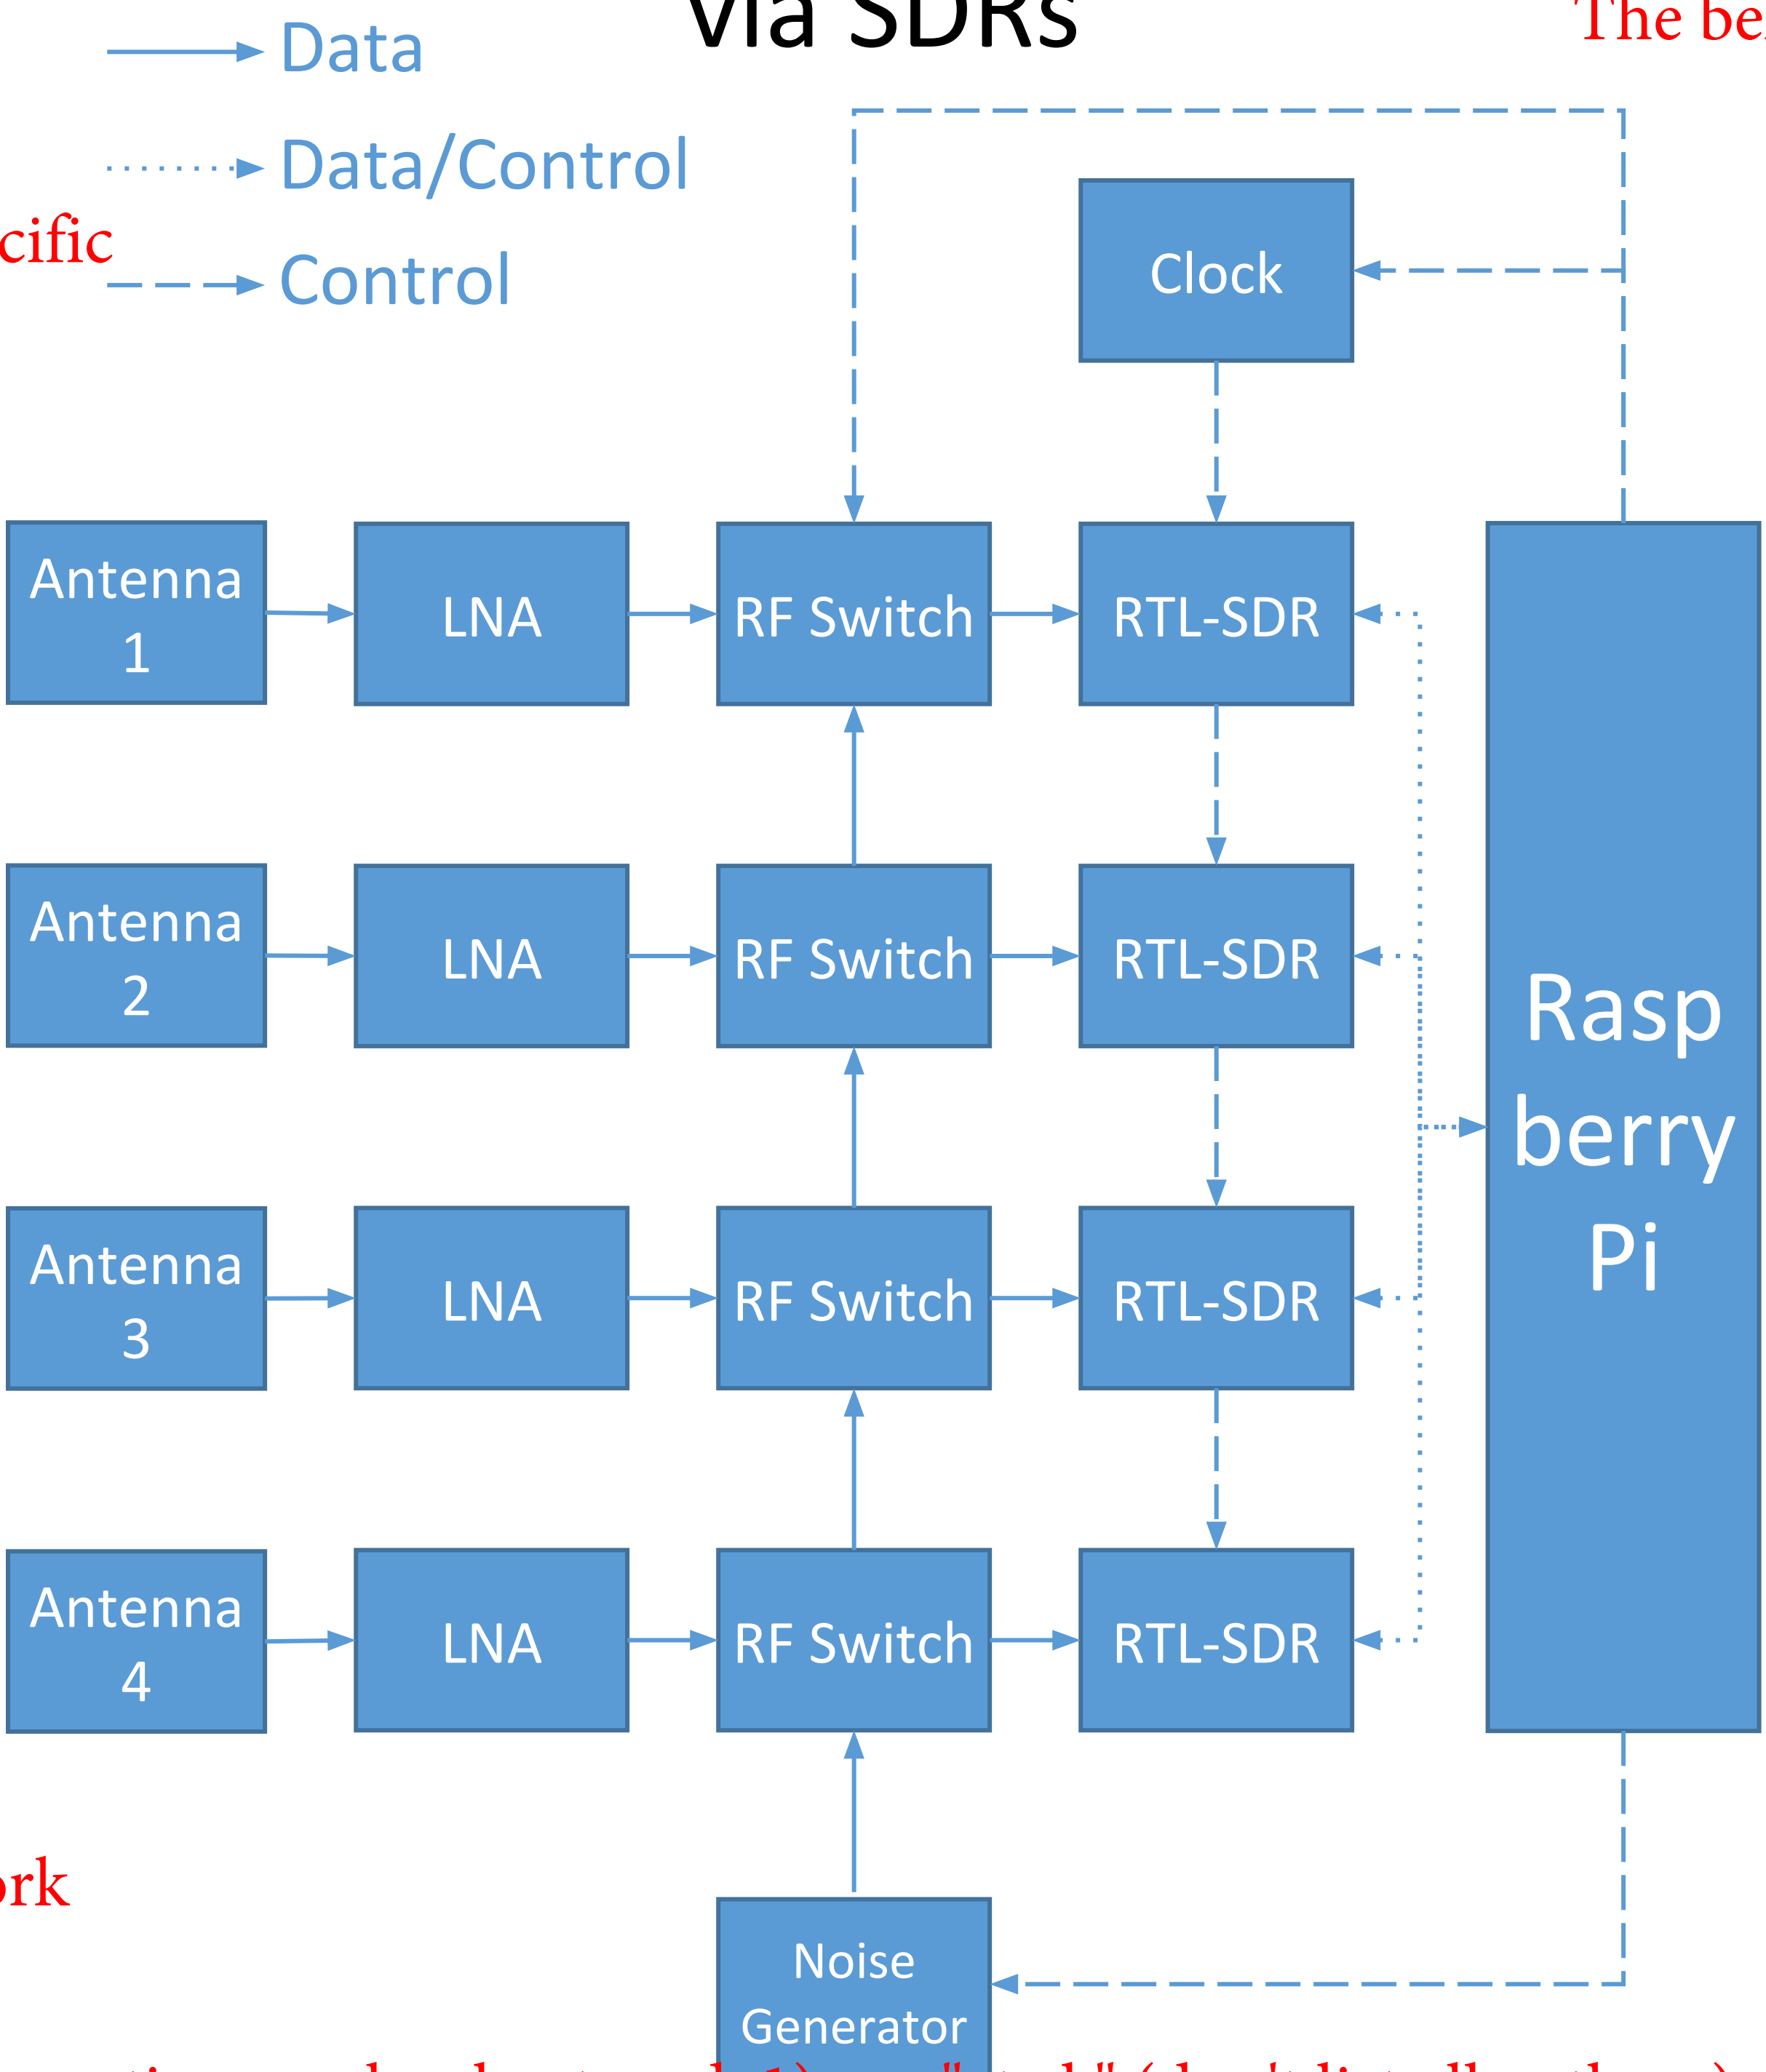 via SDRs
Data
Data/Control
Control
cific
Clock
Antenna
1
LNA
RF Switch
RTL-SDR
Antenna
2
LNA
RF Switch
RTL-SDR
Rasp
berry
Pi
Antenna
3
LNA
RF Switch
RTL-SDR
Antenna
4
LNA
RF Switch
RTL-SDR
rk
Noise
Generator